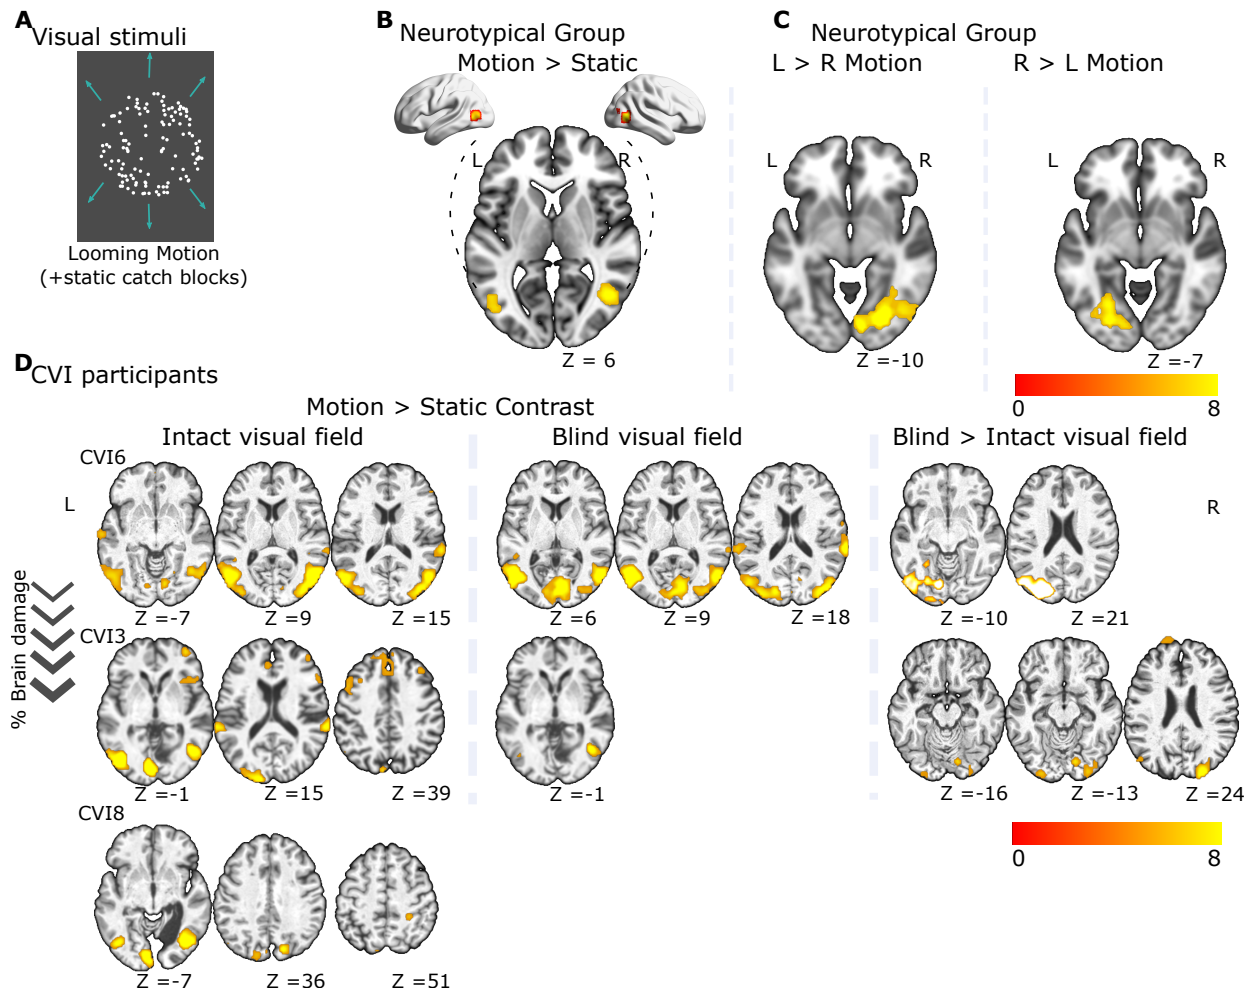 A
Visual stimuli
Looming Motion
(+static catch blocks)
B
Neurotypical Group
Motion > Static
L
R
Z = 6
C
Neurotypical Group
L > R Motion
R > L Motion
L
R
L
R
Z =-10
Z =-7
0
8
D
CVI participants
Motion > Static Contrast
Intact visual field
Blind visual field
Blind > Intact visual field
% Brain damage
CVI6
L
R
Z =-7
Z =9
Z =15
Z =6
Z =9
Z =18
Z =-10
Z =21
CVI3
Z =-1
Z =15
Z =39
Z =-1
Z =-16
Z =-13
Z =24
CVI8
Z =-7
Z =36
Z =51
0
8